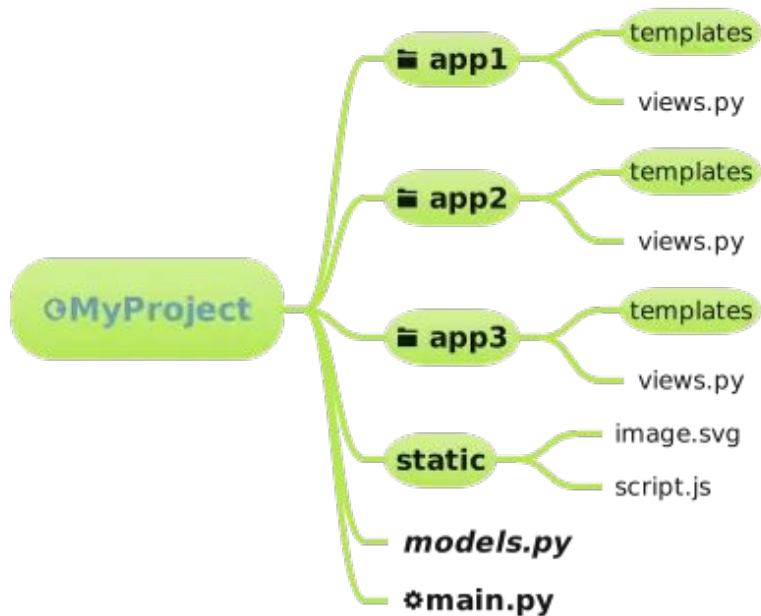 MyProject
app1
templates
views.py
app2
templates
views.py
app3
templates
views.py
static
image.svg
script.js
models.py
main.py